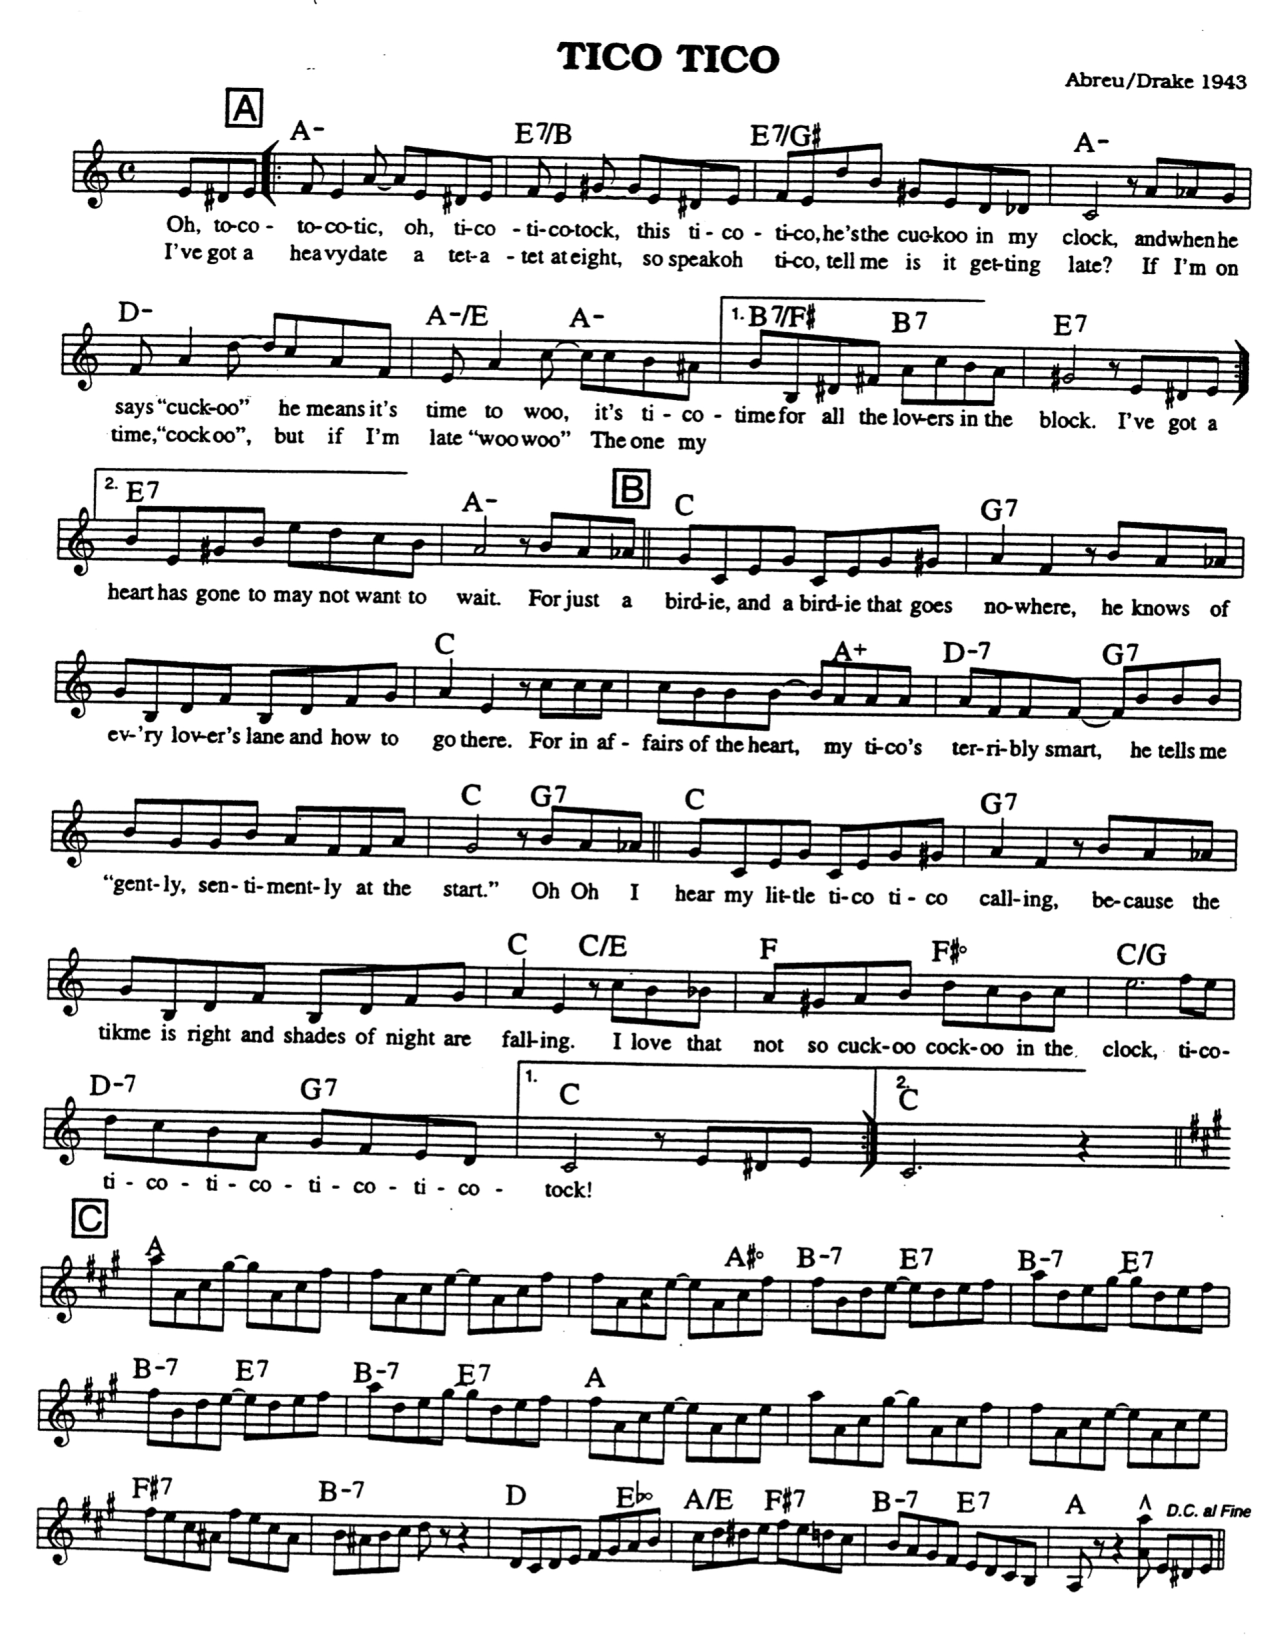 TICO TICO
Abreu/Drake 1943
A
A- E7/B E7/G# A-
Oh, to-co- to-co-tic, oh, ti-co - ti-co-tock, this ti - co - ti-co, he's the cuc-koo in my clock, and when he
I've got a heavy date a tet-a - tet at eight, so speak oh ti-co, tell me is it get-ting late? If I'm on
D- A-/E A- 1. B7/F# B7 E7
says "cuck-oo" he means it's time to woo, it's ti - co - time for all the lov-ers in the block. I've got a
time, "cock oo", but if I'm late "woo woo" The one my
2. E7 A- B C G7
heart has gone to may not want to wait. For just a bird-ie, and a bird-ie that goes no-where, he knows of
C A+ D-7 G7
ev-'ry lov-er's lane and how to go there. For in af - fairs of the heart, my ti-co's ter-ri-bly smart, he tells me
C G7 C G7
"gent-ly, sen-ti-ment-ly at the start." Oh Oh I hear my lit-tle ti-co ti - co call-ing, be-cause the
C C/E F F#° C/G
tikme is right and shades of night are fall-ing. I love that not so cuck-oo cock-oo in the clock, ti-co-
D-7 G7 1. C 2. C
ti - co - ti - co - ti - co - ti - co - tock!
C
A A#° B-7 E7 B-7 E7
B-7 E7 B-7 E7 A
F#7 B-7 D Eb° A/E F#7 B-7 E7 A D.C. al Fine